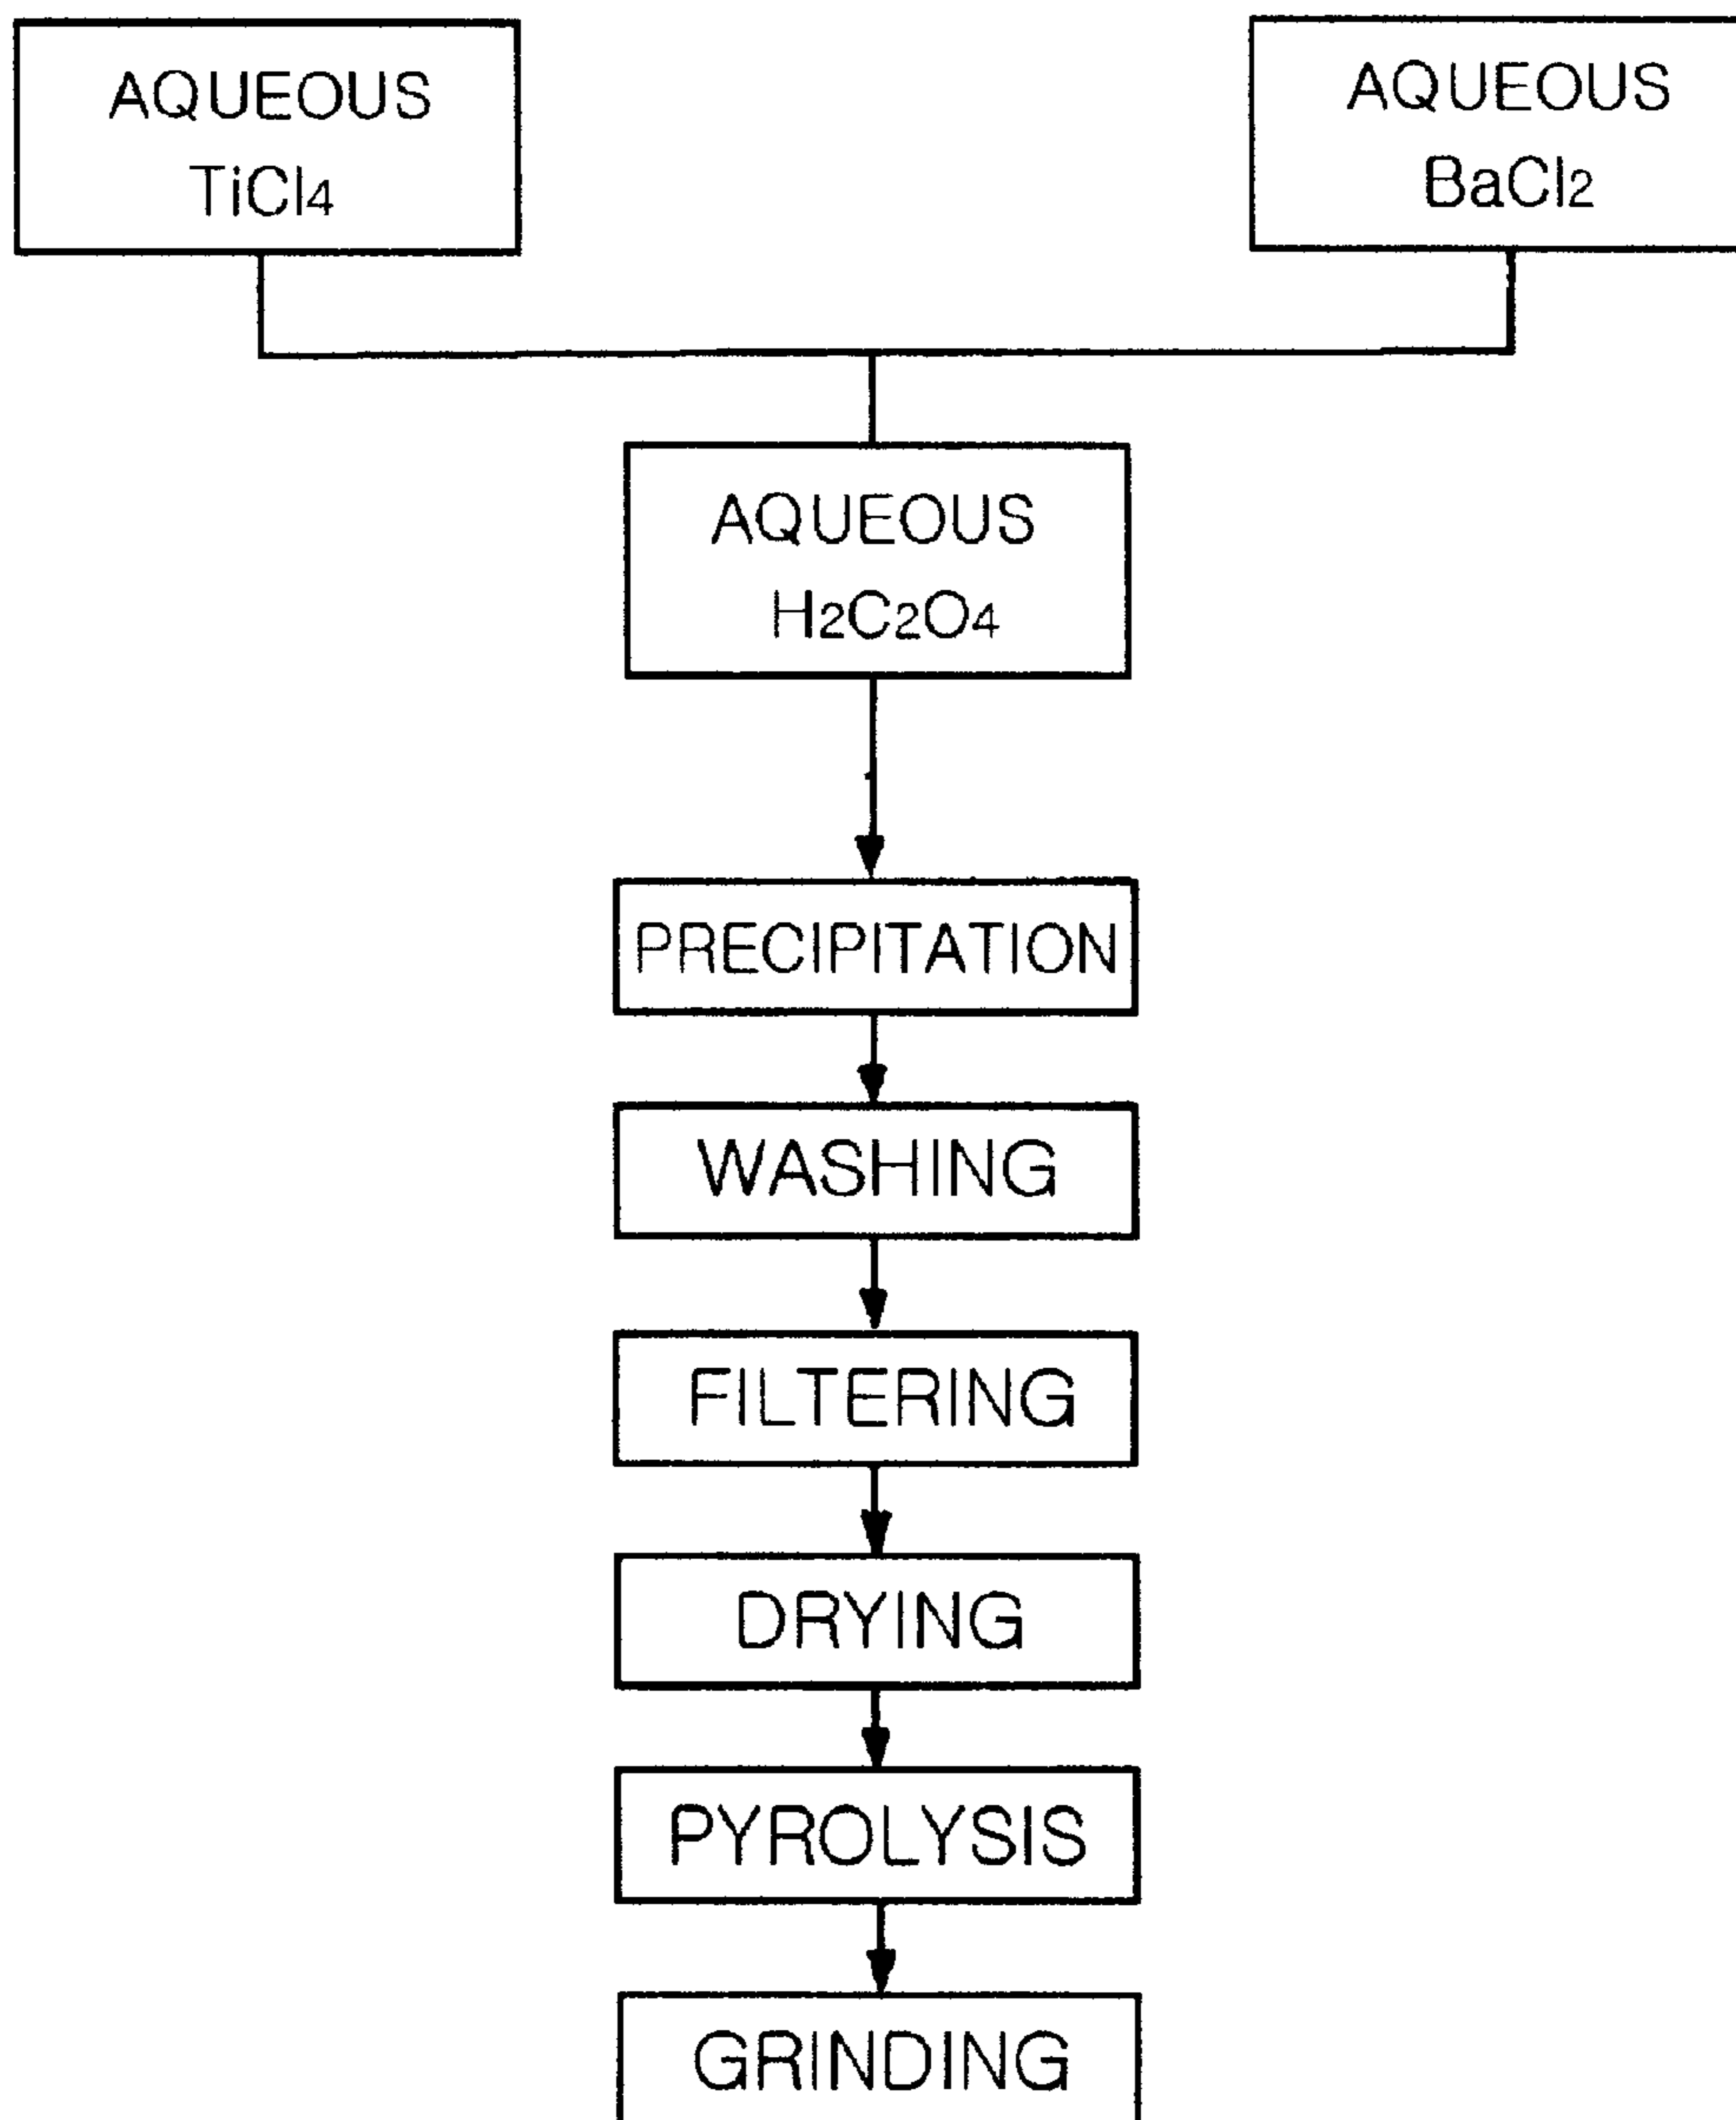 AQUEOUS
TiCl4
AQUEOUS
BaCl2
AQUEOUS
H2C2O4
PRECIPITATION
WASHING
FILTERING
DRYING
PYROLYSIS
GRINDING